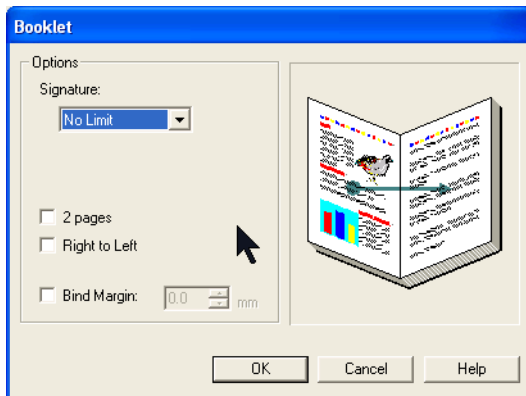 Booklet
Options
Signature:
No Limit
2 pages
Right to Left
Bind Margin: 0.0 mm
OK Cancel Help